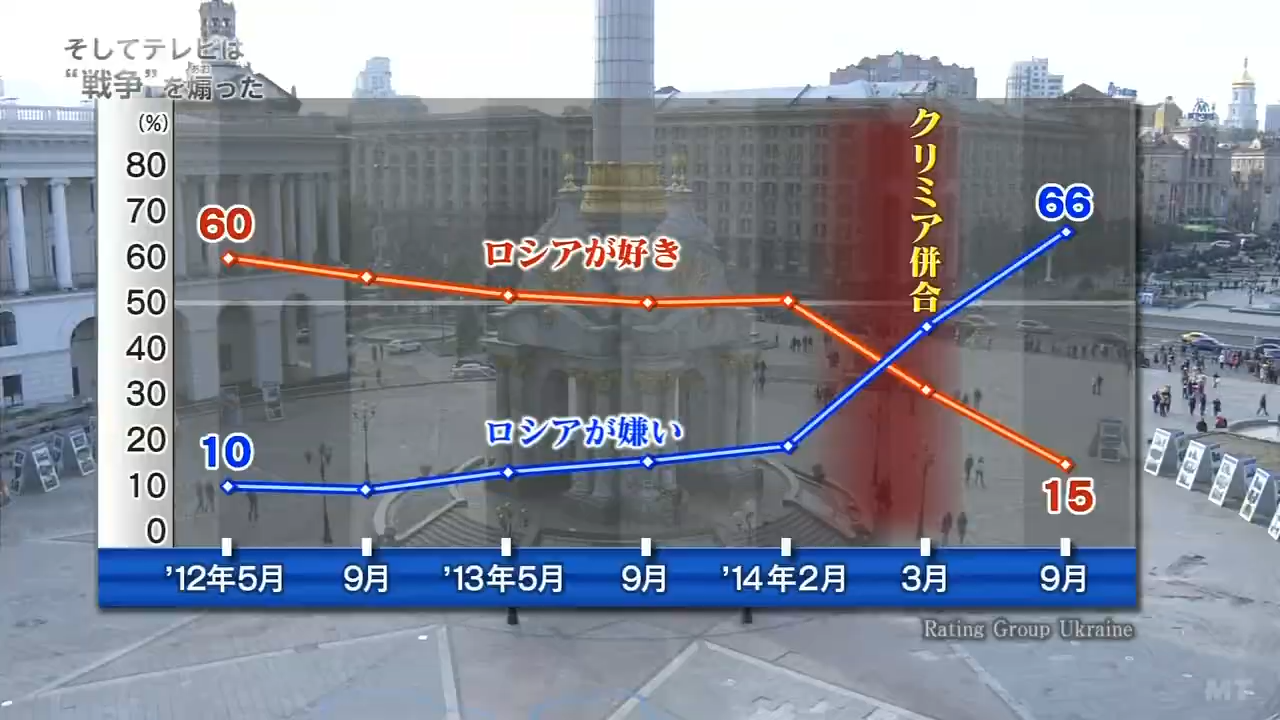 そしてテレビは
“戦争”を煽った
あお
(%)
80
70
60
50
40
30
20
10
0
60
ロシアが好き
10
ロシアが嫌い
クリミア併合
66
15
’12年5月 9月 ’13年5月 9月 ’14年2月 3月 9月
Rating Group Ukraine
MT